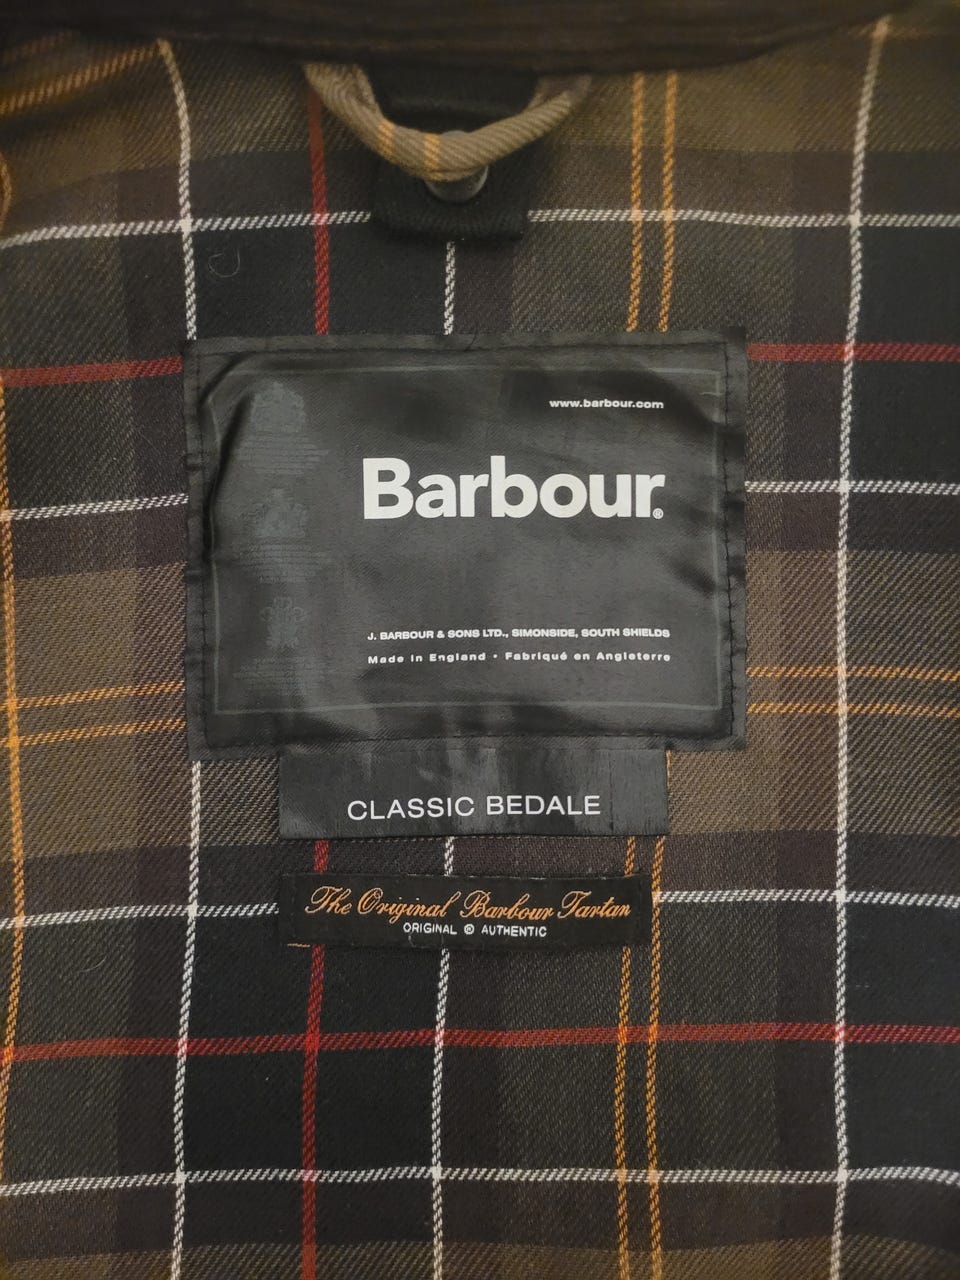 www.barbour.com
Barbour®
J. BARBOUR & SONS LTD., SIMONSIDE, SOUTH SHIELDS
Made in England · Fabriqué en Angleterre
CLASSIC BEDALE
The Original Barbour Tartan
ORIGINAL ® AUTHENTIC